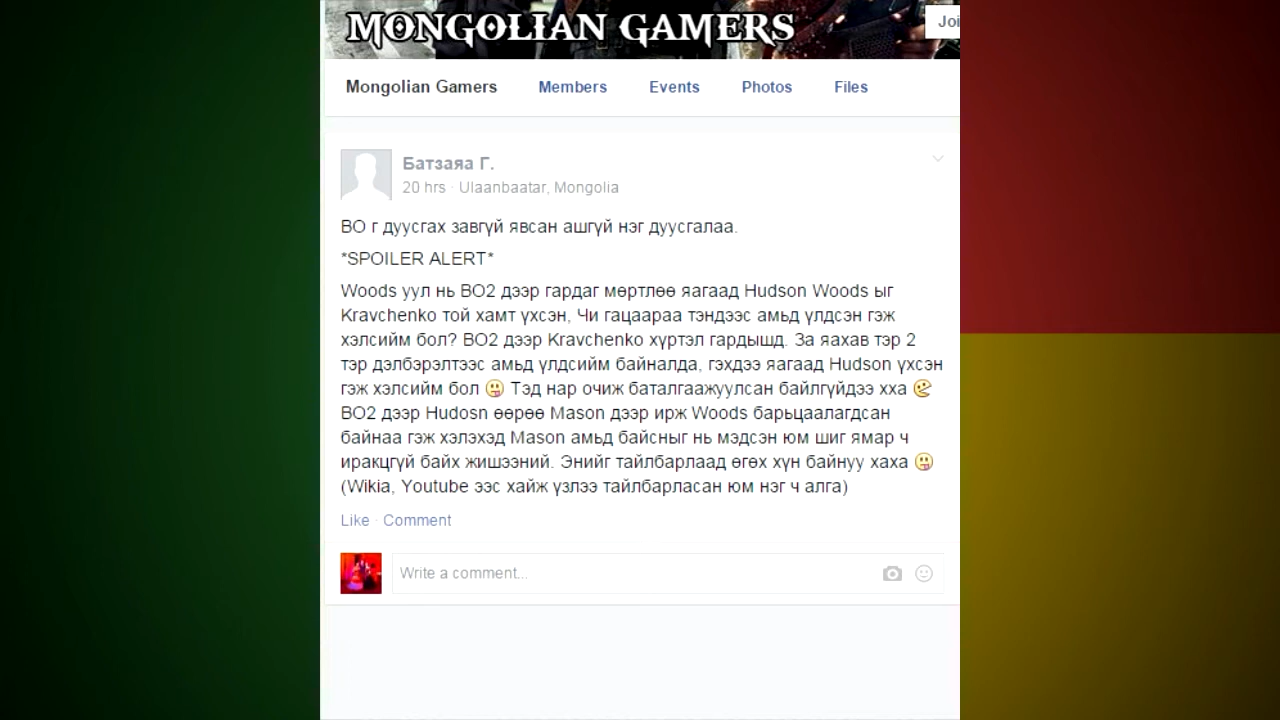 MONGOLIAN GAMERS
Joi
Mongolian Gamers Members Events Photos Files
Батзаяа Г.
20 hrs · Ulaanbaatar, Mongolia
ВО г дуусгах завгүй явсан ашгүй нэг дуусгалаа.
*SPOILER ALERT*
Woods уул нь BO2 дээр гардаг мөртлөө яагаад Hudson Woods ыг
Kravchenko той хамт үхсэн, Чи гацаараа тэндээс амьд үлдсэн гэж
хэлсийм бол? BO2 дээр Kravchenko хүртэл гардышд. За яахав тэр 2
тэр дэлбэрэлтээс амьд үлдсийм байналда, гэхдээ яагаад Hudson үхсэн
гэж хэлсийм бол 😜 Тэд нар очиж баталгаажуулсан байлгүйдээ хха
BO2 дээр Hudosn өөрөө Mason дээр ирж Woods барьцаалагдсан
байнаа гэж хэлэхэд Mason амьд байсныг нь мэдсэн юм шиг ямар ч
иракцгүй байх жишээний. Энийг тайлбарлаад өгөх хүн байнуу хаха 😜
(Wikia, Youtube ээс хайж үзлээ тайлбарласан юм нэг ч алга)
Like · Comment
Write a comment...